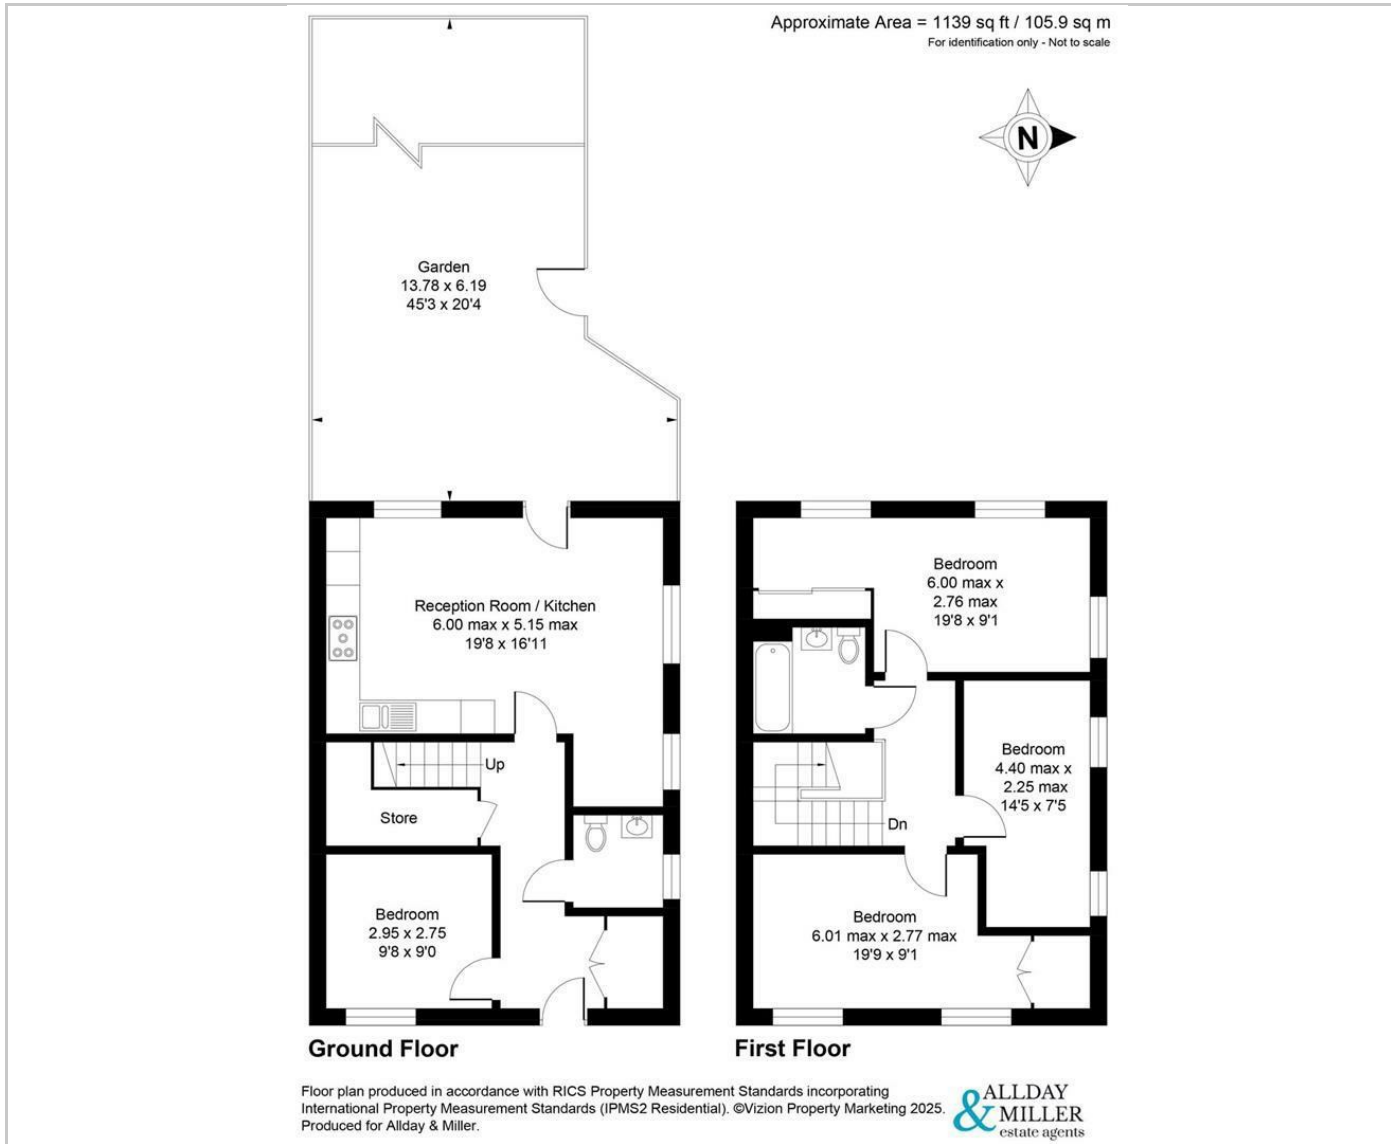 Approximate Area = 1139 sq ft / 105.9 sq m
For identification only - Not to scale
N
Garden
13.78 x 6.19
45'3 x 20'4
Reception Room / Kitchen
6.00 max x 5.15 max
19'8 x 16'11
Up
Store
Bedroom
2.95 x 2.75
9'8 x 9'0
Ground Floor
Bedroom
6.00 max x
2.76 max
19'8 x 9'1
Bedroom
4.40 max x
2.25 max
14'5 x 7'5
Dn
Bedroom
6.01 max x 2.77 max
19'9 x 9'1
First Floor
Floor plan produced in accordance with RICS Property Measurement Standards incorporating
International Property Measurement Standards (IPMS2 Residential). ©Vizion Property Marketing 2025.
Produced for Allday & Miller.
ALLDAY
& MILLER
estate agents